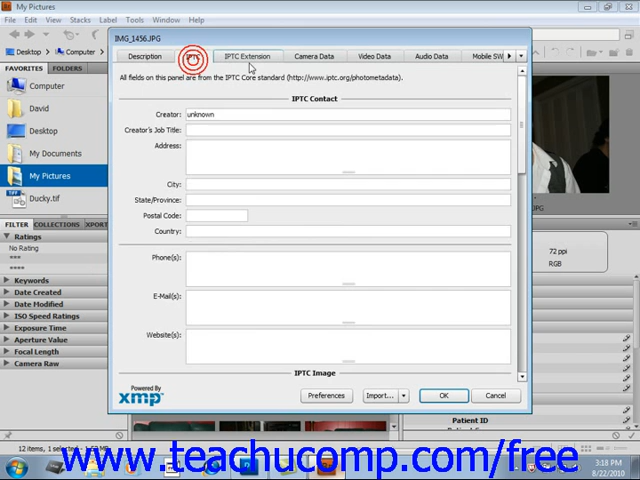 My Pictures
File Edit View Stacks Label Tools Window Help
Desktop Computer
FAVORITES FOLDERS
Computer
David
Desktop
My Documents
My Pictures
Ducky.tif
FILTER COLLECTIONS XPORT
Ratings
No Rating
*****
****
Keywords
Date Created
Date Modified
ISO Speed Ratings
Exposure Time
Aperture Value
Focal Length
Camera Raw
12 items, 1 selected
IMG_1456.JPG
Description IPTC IPTC Extension Camera Data Video Data Audio Data Mobile SW
All fields on this panel are from the IPTC Core standard (http://www.iptc.org/photometadata).
IPTC Contact
Creator: unknown
Creator's Job Title:
Address:
City:
State/Province:
Postal Code:
Country:
Phone(s):
E-Mail(s):
Website(s):
IPTC Image
Powered By
xmp
Preferences Import... OK Cancel
72 ppi
RGB
Patient ID
www.teachucomp.com/free
3:18 PM
8/22/2010